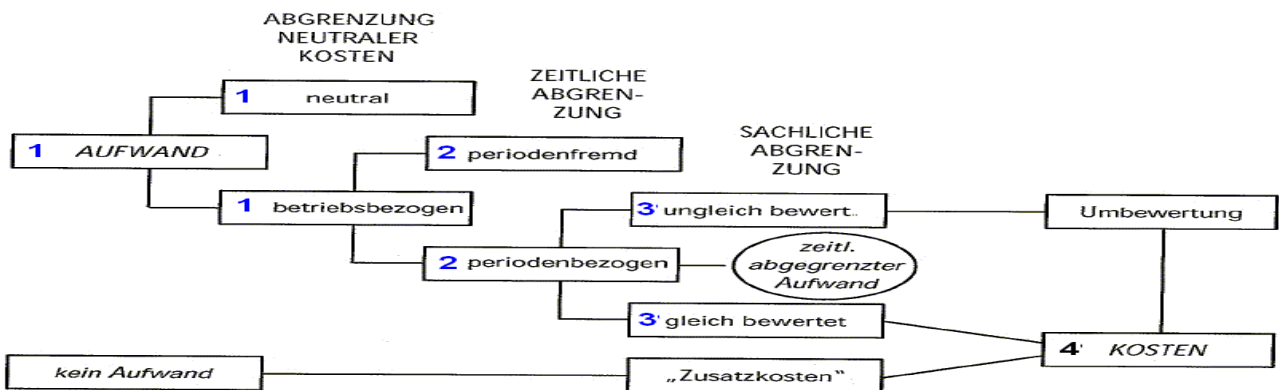 ABGRENZUNG
NEUTRALER
KOSTEN
ZEITLICHE
ABGREN-
ZUNG
SACHLICHE
ABGREN-
ZUNG
1 neutral
1 AUFWAND
2 periodenfremd
1 betriebsbezogen
3 ungleich bewert.
Umbewertung
2 periodenbezogen
zeitl.
abgegrenzter
Aufwand
3 gleich bewertet
4 KOSTEN
kein Aufwand
„Zusatzkosten“